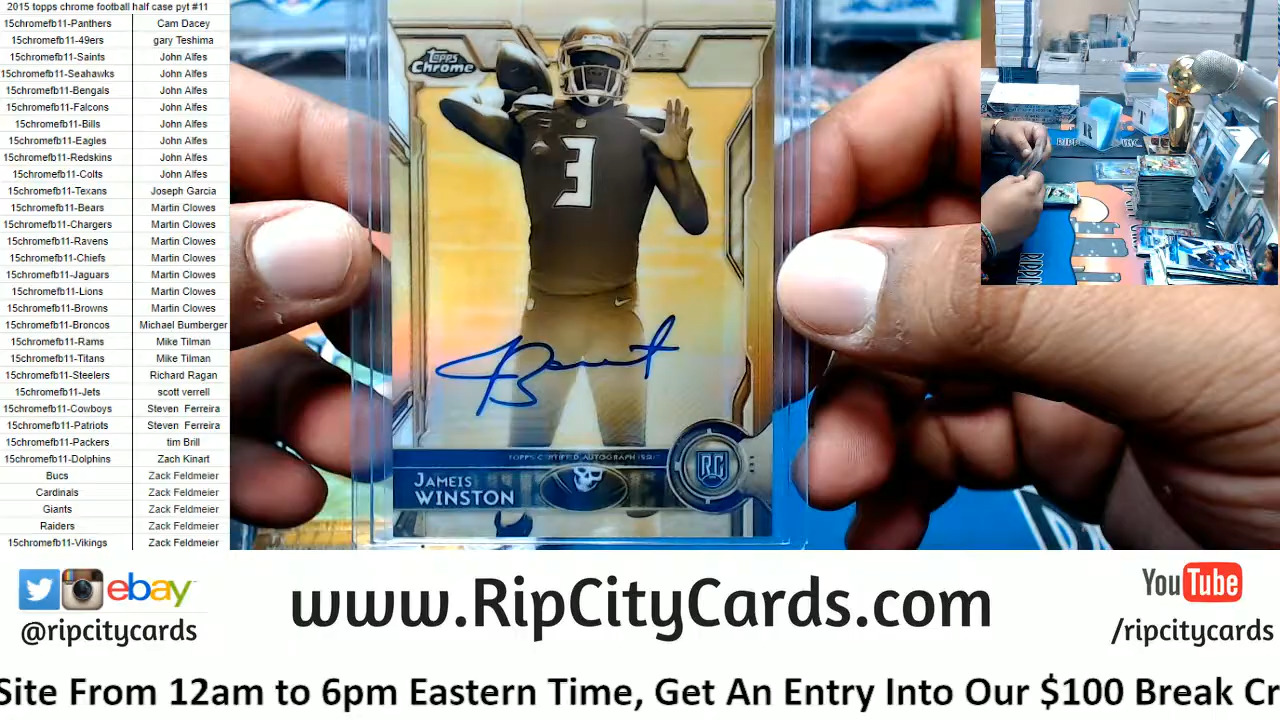 2015 topps chrome football half case pyt #11
15chromefb11-Panthers Cam Dacey
15chromefb11-49ers gary Teshima
15chromefb11-Saints John Alfes
15chromefb11-Seahawks John Alfes
15chromefb11-Bengals John Alfes
15chromefb11-Falcons John Alfes
15chromefb11-Bills John Alfes
15chromefb11-Eagles John Alfes
15chromefb11-Redskins John Alfes
15chromefb11-Colts John Alfes
15chromefb11-Texans Joseph Garcia
15chromefb11-Bears Martin Clowes
15chromefb11-Chargers Martin Clowes
15chromefb11-Ravens Martin Clowes
15chromefb11-Chiefs Martin Clowes
15chromefb11-Jaguars Martin Clowes
15chromefb11-Lions Martin Clowes
15chromefb11-Browns Martin Clowes
15chromefb11-Broncos Michael Bumberger
15chromefb11-Rams Mike Tilman
15chromefb11-Titans Mike Tilman
15chromefb11-Steelers Richard Ragan
15chromefb11-Jets scott verrell
15chromefb11-Cowboys Steven Ferreira
15chromefb11-Patriots Steven Ferreira
15chromefb11-Packers tim Brill
15chromefb11-Dolphins Zach Kinart
Bucs Zack Feldmeier
Cardinals Zack Feldmeier
Giants Zack Feldmeier
Raiders Zack Feldmeier
15chromefb11-Vikings Zack Feldmeier
Topps
Chrome
3
TOPPS CERTIFIED AUTOGRAPH ISSUE
JAMEIS
WINSTON
RC
R T
ebay
@ripcitycards
www.RipCityCards.com
YouTube
/ripcitycards
Site From 12am to 6pm Eastern Time, Get An Entry Into Our $100 Break Cr